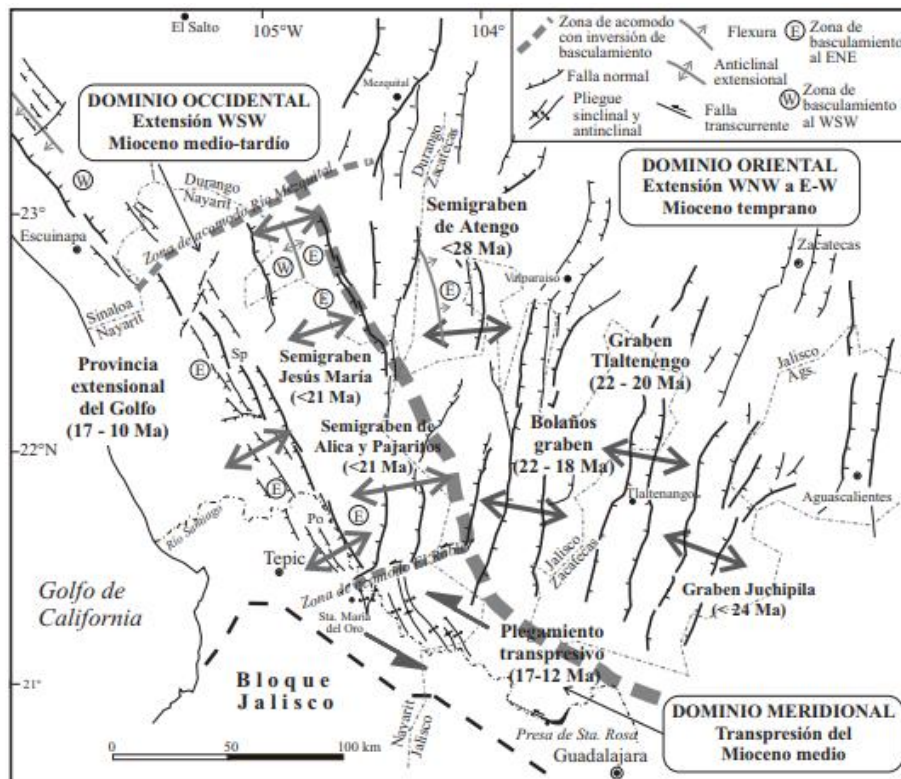 El Salto
105°W
104°
Zona de acomodo
con inversión de
basculamiento
Falla normal
Pliegue
sinclinal y
antinclinal
Flexura
Anticlinal
extensional
Falla
transcurrente
E
Zona de
basculamiento
al ENE
W
Zona de
basculamiento
al WSW
Mezquital
DOMINIO OCCIDENTAL
Extensión WSW
Mioceno medio-tardío
Durango
Zacatecas
DOMINIO ORIENTAL
Extensión WNW a E-W
Mioceno temprano
W
Durango
Nayarit
Zona de acomodo Río Mezquital
23°
Escuinapa
Semigraben
de Atengo
(<28 Ma)
Zacatecas
Valparaiso
W
E
E
E
Sinaloa
Nayarit
Provincia
extensional
del Golfo
(17 - 10 Ma)
Sp
E
Semigraben
Jesús María
(<21 Ma)
Graben
Tlaltenengo
(22 - 20 Ma)
Jalisco
Ags.
22°
Semigraben de
Alica y Pajaritos
(<21 Ma)
Bolaños
graben
(22 - 18 Ma)
Tlaltenango
Aguascalientes
E
E
Po
Río Santiago
Tepic
Jalisco
Zacatecas
Zona de acomodo El Roble
Golfo de
California
Sta. María
del Oro
Graben Juchipila
(< 24 Ma)
Plegamiento
transpresivo
(17-12 Ma)
21°
Bloque
Jalisco
Nayarit
Jalisco
DOMINIO MERIDIONAL
Transpresión del
Mioceno medio
Presa de Sta. Rosa
Guadalajara
0 50 100 km